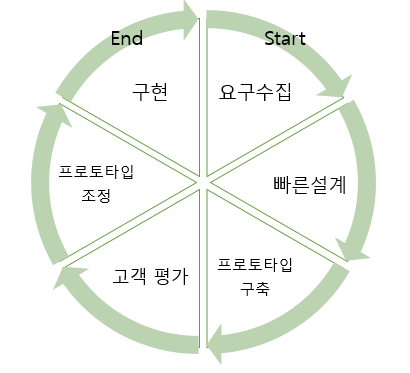 End
Start
구현
요구수집
프로토타입
조정
빠른설계
고객 평가
프로토타입
구축